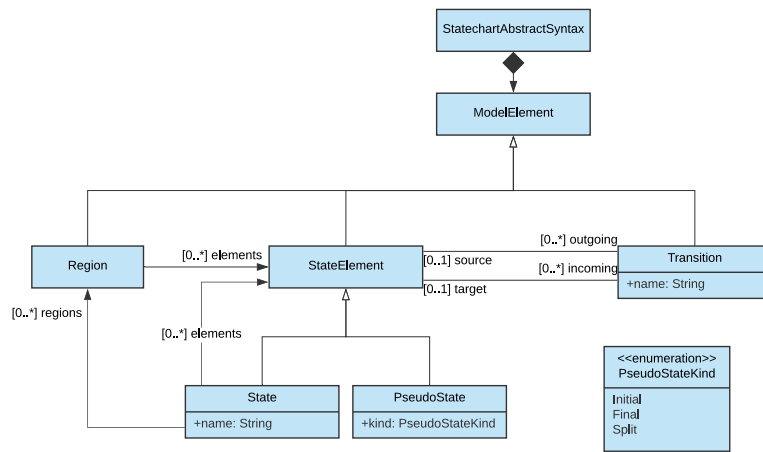 StatechartAbstractSyntax
ModelElement
[0..*] outgoing
Region
[0..*] elements
StateElement
[0..1] source
Transition
[0..*] incoming
+name: String
[0..1] target
[0..*] regions
[0..*] elements
<<enumeration>>
PseudoStateKind
State
PseudoState
Initial
+name: String
+kind: PseudoStateKind
Final
Split